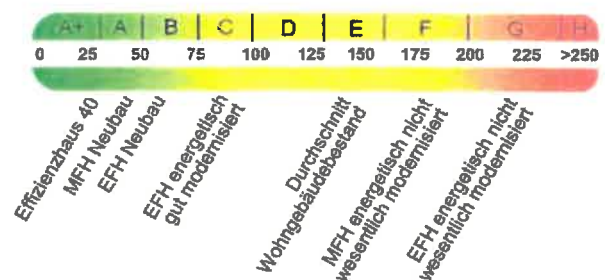 A+ A B C D E F G H
0 25 50 75 100 125 150 175 200 225 >250
Effizienzhaus 40
MFH Neubau
EFH Neubau
EFH energetisch
gut modernisiert
Durchschnitt
Wohngebäudebestand
MFH energetisch nicht
wesentlich modernisiert
EFH energetisch nicht
wesentlich modernisiert